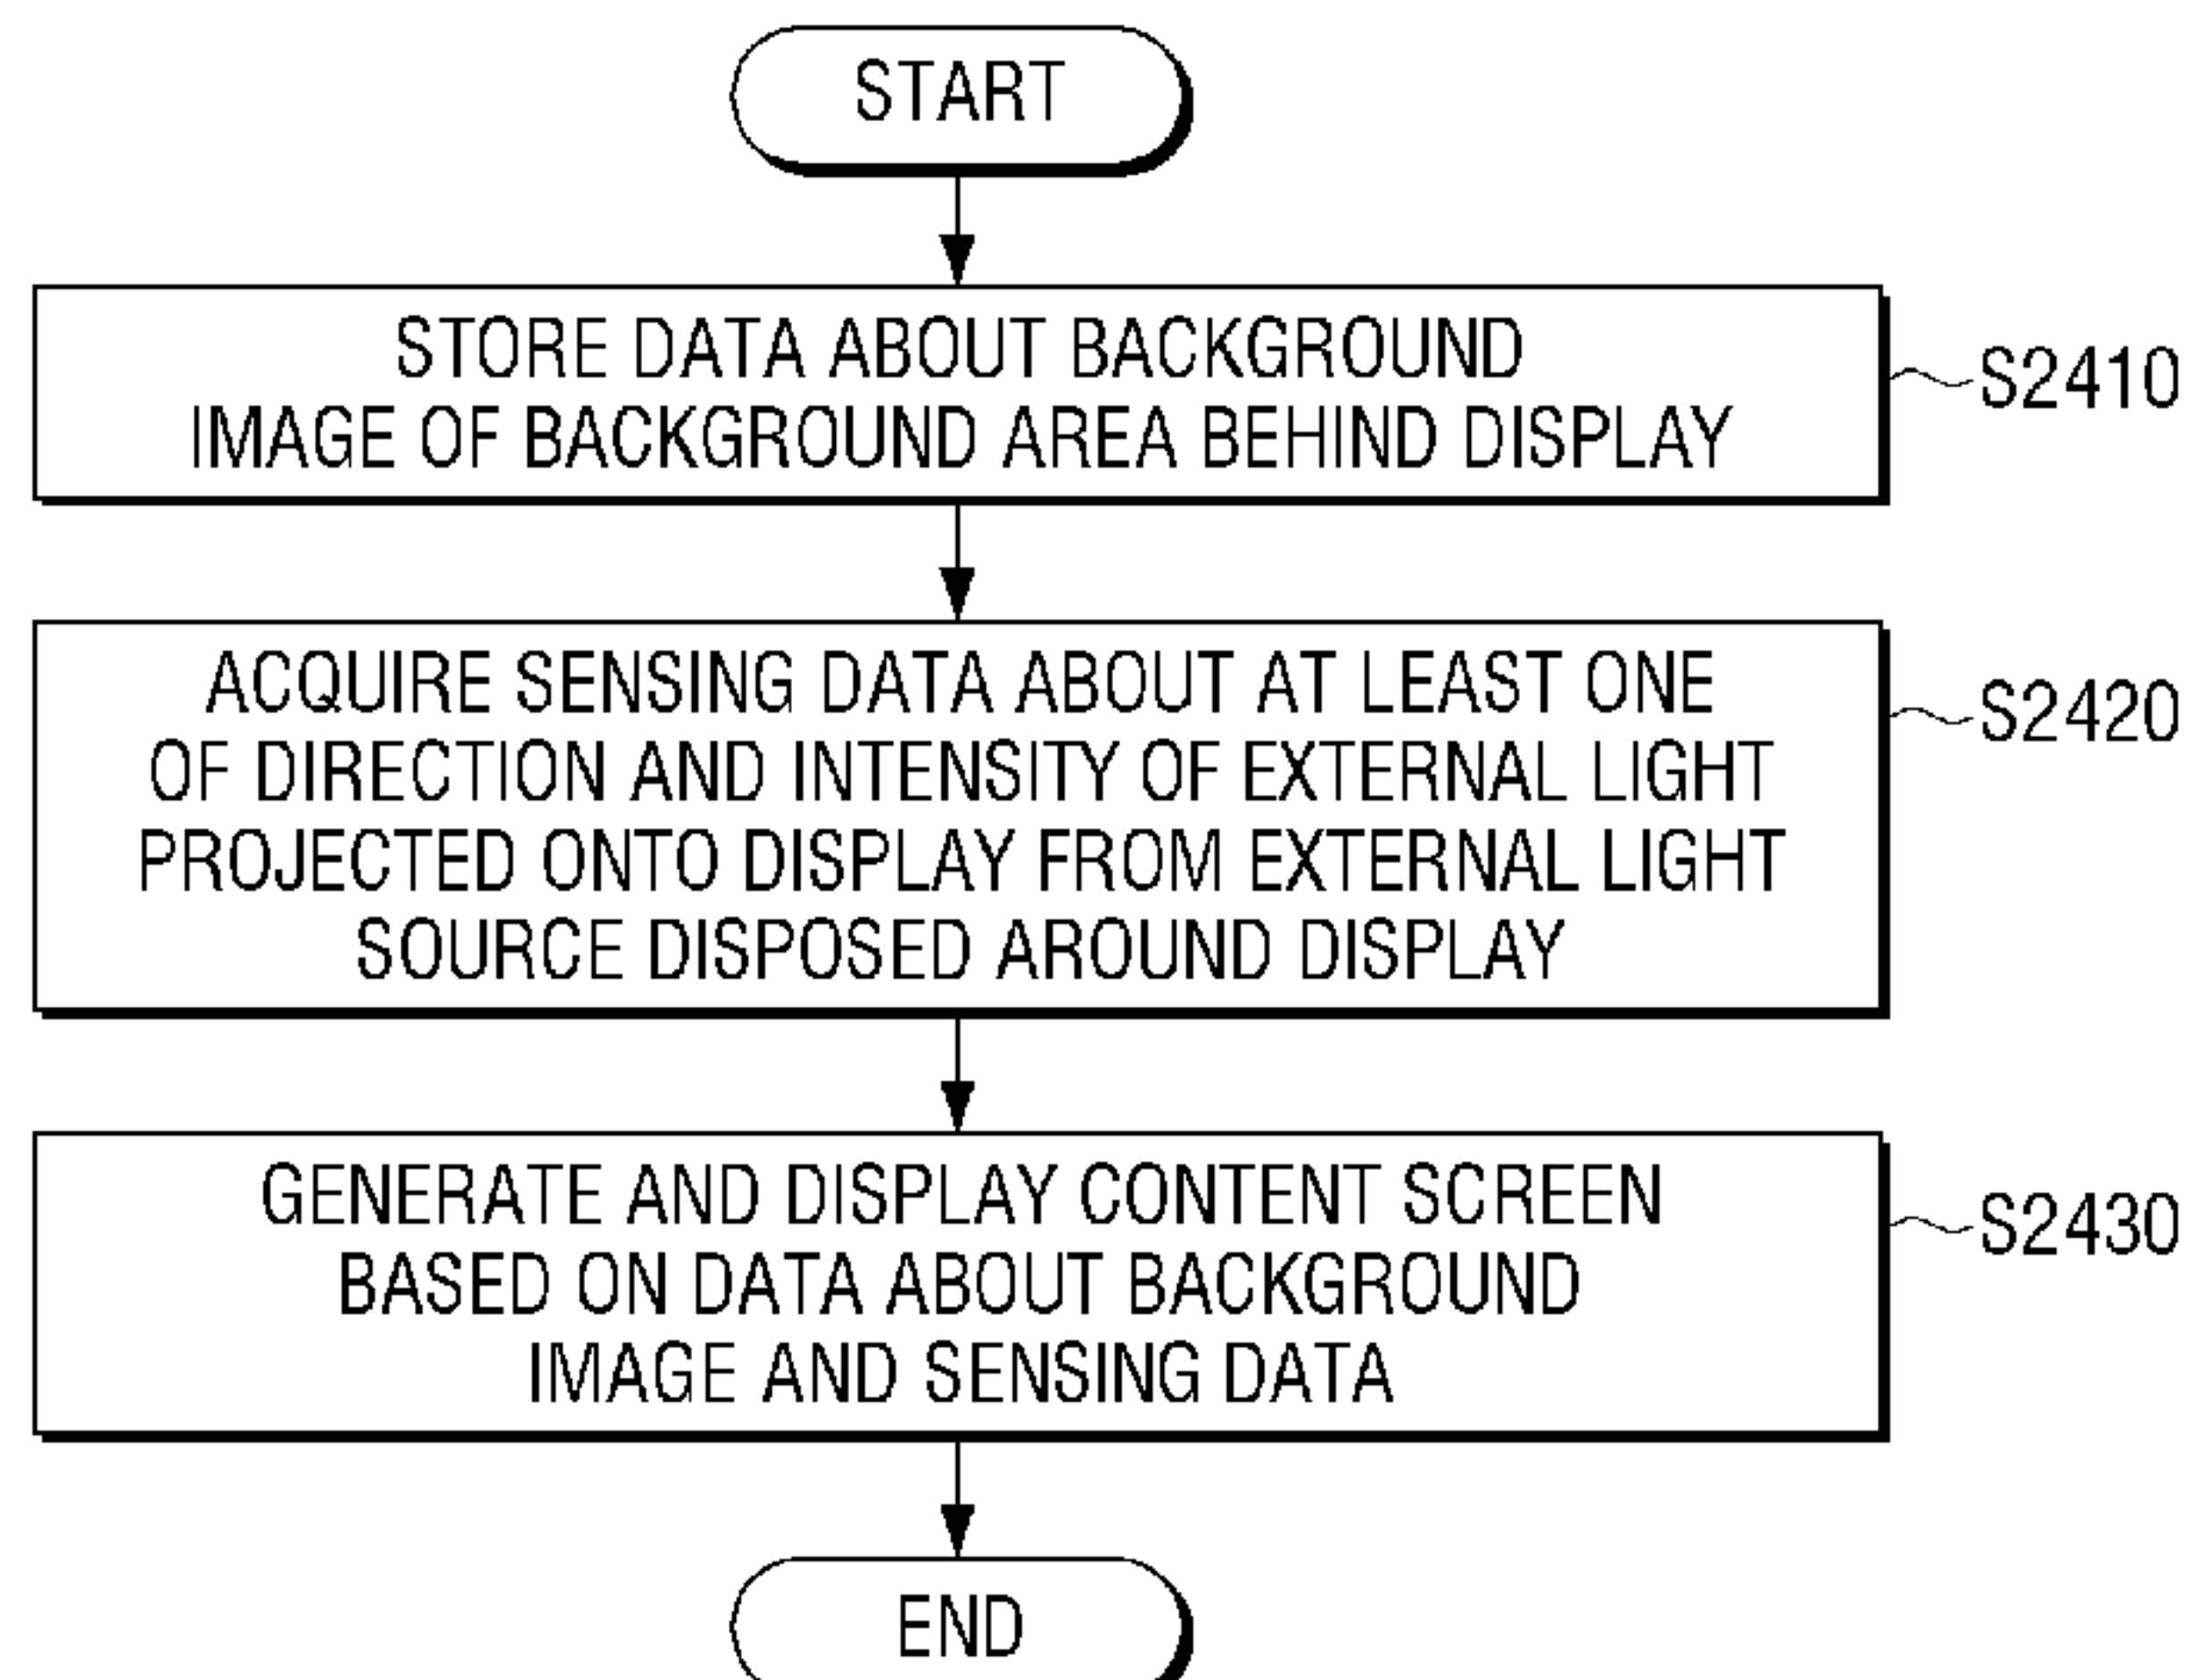 START
STORE DATA ABOUT BACKGROUND
IMAGE OF BACKGROUND AREA BEHIND DISPLAY
S2410
ACQUIRE SENSING DATA ABOUT AT LEAST ONE
OF DIRECTION AND INTENSITY OF EXTERNAL LIGHT
PROJECTED ONTO DISPLAY FROM EXTERNAL LIGHT
SOURCE DISPOSED AROUND DISPLAY
S2420
GENERATE AND DISPLAY CONTENT SCREEN
BASED ON DATA ABOUT BACKGROUND
IMAGE AND SENSING DATA
S2430
END